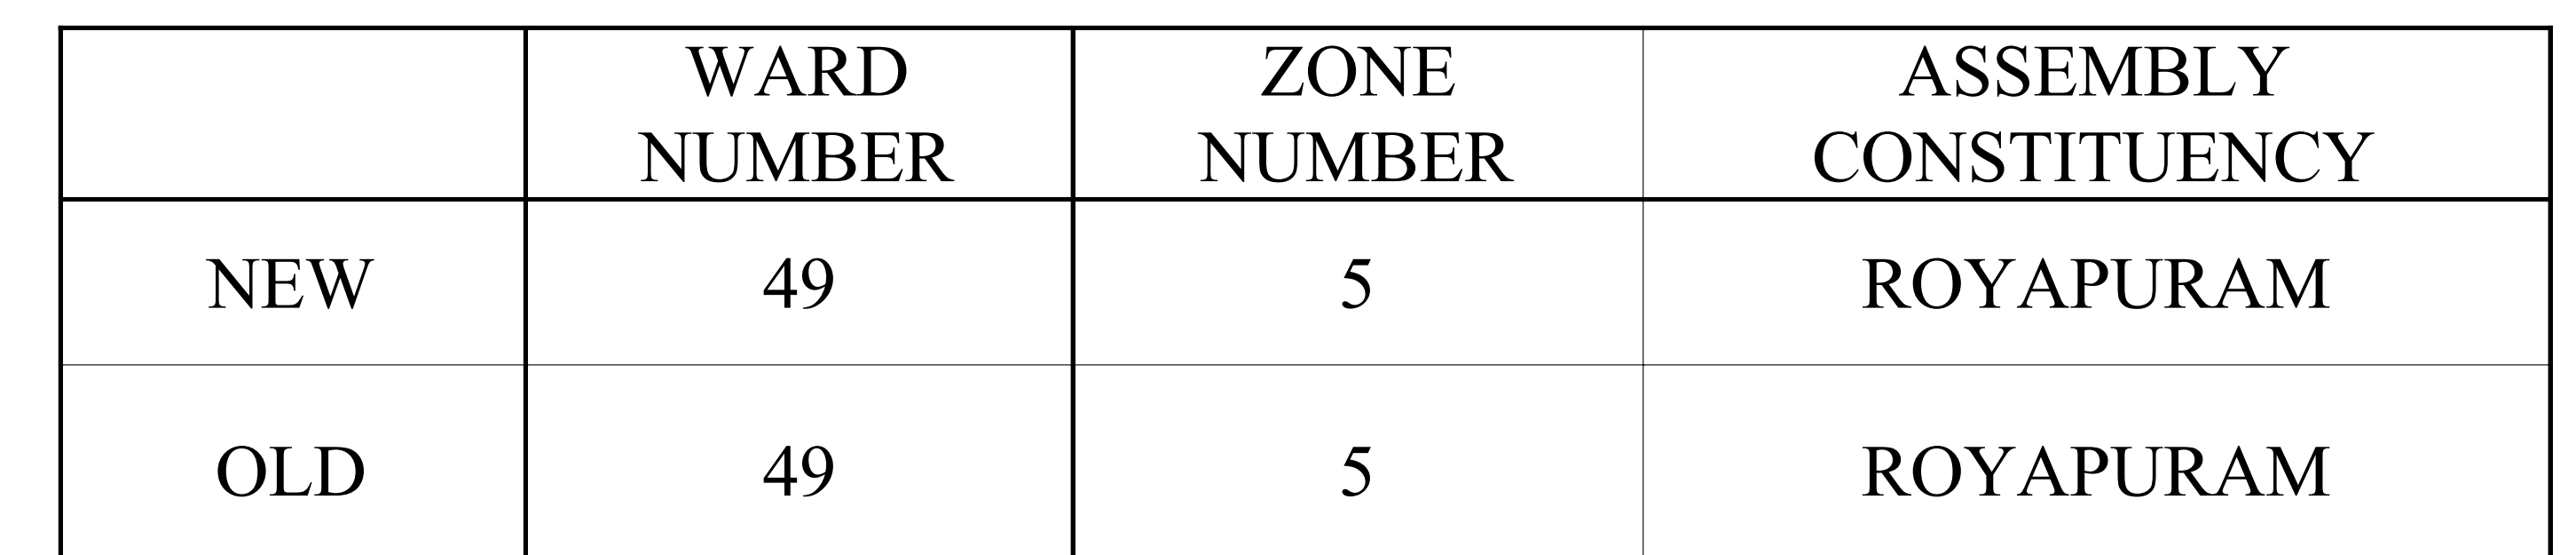 WARD NUMBER ZONE NUMBER ASSEMBLY CONSTITUENCY
NEW 49 5 ROYAPURAM
OLD 49 5 ROYAPURAM